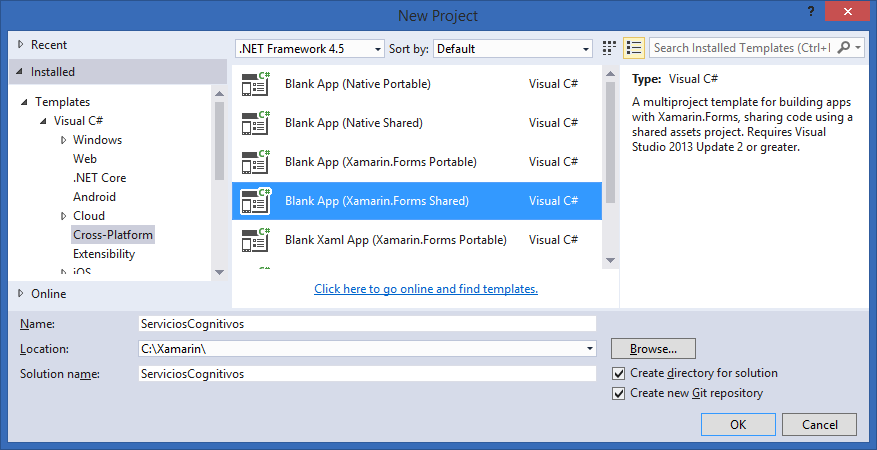 New Project
?
Recent
.NET Framework 4.5
Sort by:
Default
Search Installed Templates (Ctrl+
Installed
Templates
Visual C#
Windows
Web
.NET Core
Android
Cloud
Cross-Platform
Extensibility
iOS
Online
C#
Blank App (Native Portable)
Visual C#
C#
Blank App (Native Shared)
Visual C#
C#
Blank App (Xamarin.Forms Portable)
Visual C#
C#
Blank App (Xamarin.Forms Shared)
Visual C#
C#
Blank Xaml App (Xamarin.Forms Portable)
Visual C#
Click here to go online and find templates.
Type: Visual C#
A multiproject template for building apps
with Xamarin.Forms, sharing code using a
shared assets project. Requires Visual
Studio 2013 Update 2 or greater.
Name:
ServiciosCognitivos
Location:
C:\Xamarin\
Browse...
Solution name:
ServiciosCognitivos
Create directory for solution
Create new Git repository
OK
Cancel